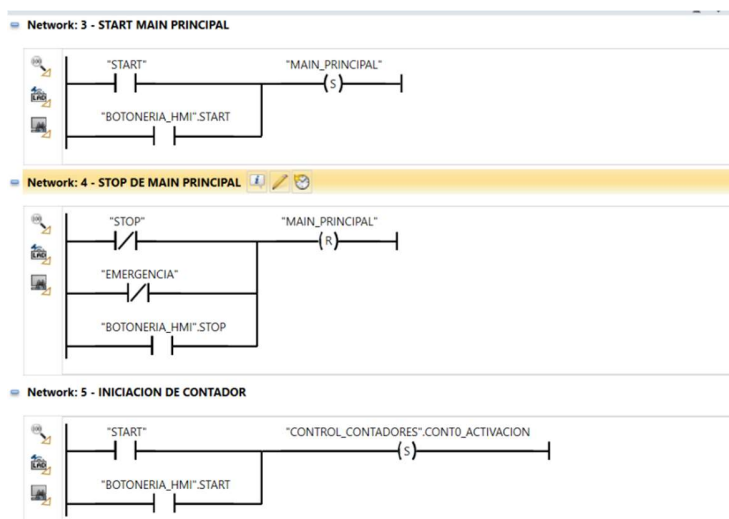 Network: 3 - START MAIN PRINCIPAL
"START"
"MAIN_PRINCIPAL"
S
"BOTONERIA_HMI".START
Network: 4 - STOP DE MAIN PRINCIPAL
"STOP"
"MAIN_PRINCIPAL"
R
"EMERGENCIA"
"BOTONERIA_HMI".STOP
Network: 5 - INICIACION DE CONTADOR
"START"
"CONTROL_CONTADORES".CONT0_ACTIVACION
S
"BOTONERIA_HMI".START